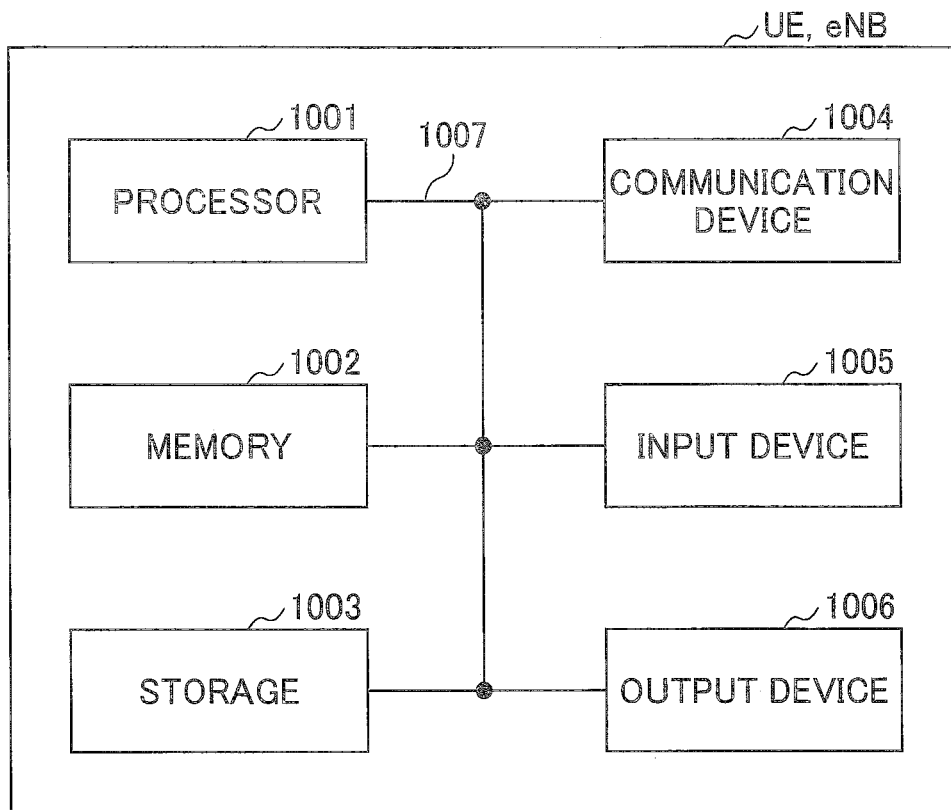 UE, eNB
1001
PROCESSOR
1007
1004
COMMUNICATION
DEVICE
1002
MEMORY
1005
INPUT DEVICE
1003
STORAGE
1006
OUTPUT DEVICE